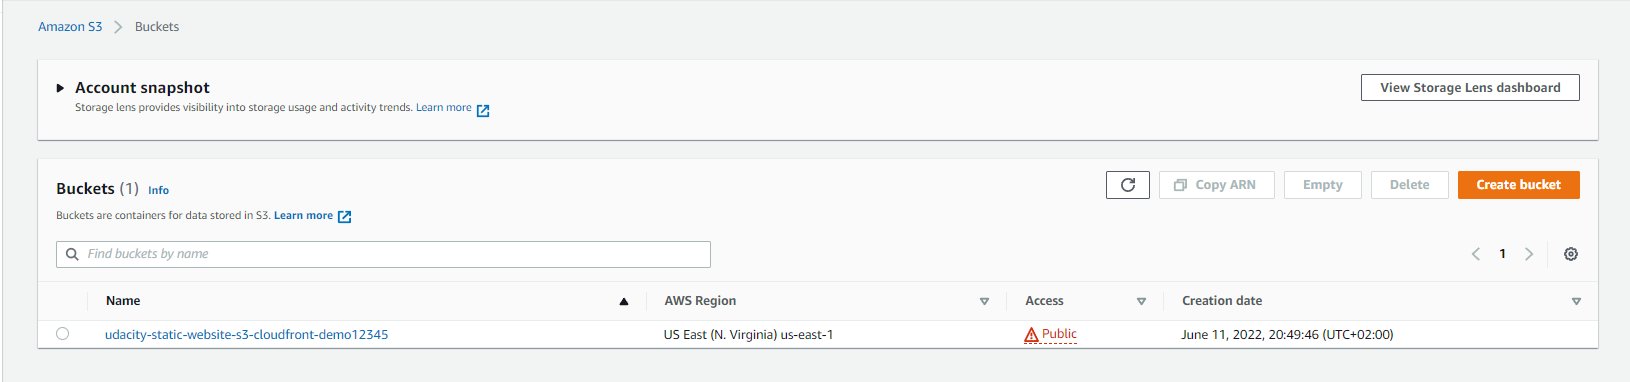 Amazon S3 > Buckets
Account snapshot
View Storage Lens dashboard
Storage lens provides visibility into storage usage and activity trends. Learn more
Buckets (1) Info
Copy ARN Empty Delete Create bucket
Buckets are containers for data stored in S3. Learn more
Find buckets by name
1
Name AWS Region Access Creation date
udacity-static-website-s3-cloudfront-demo12345 US East (N. Virginia) us-east-1 Public June 11, 2022, 20:49:46 (UTC+02:00)